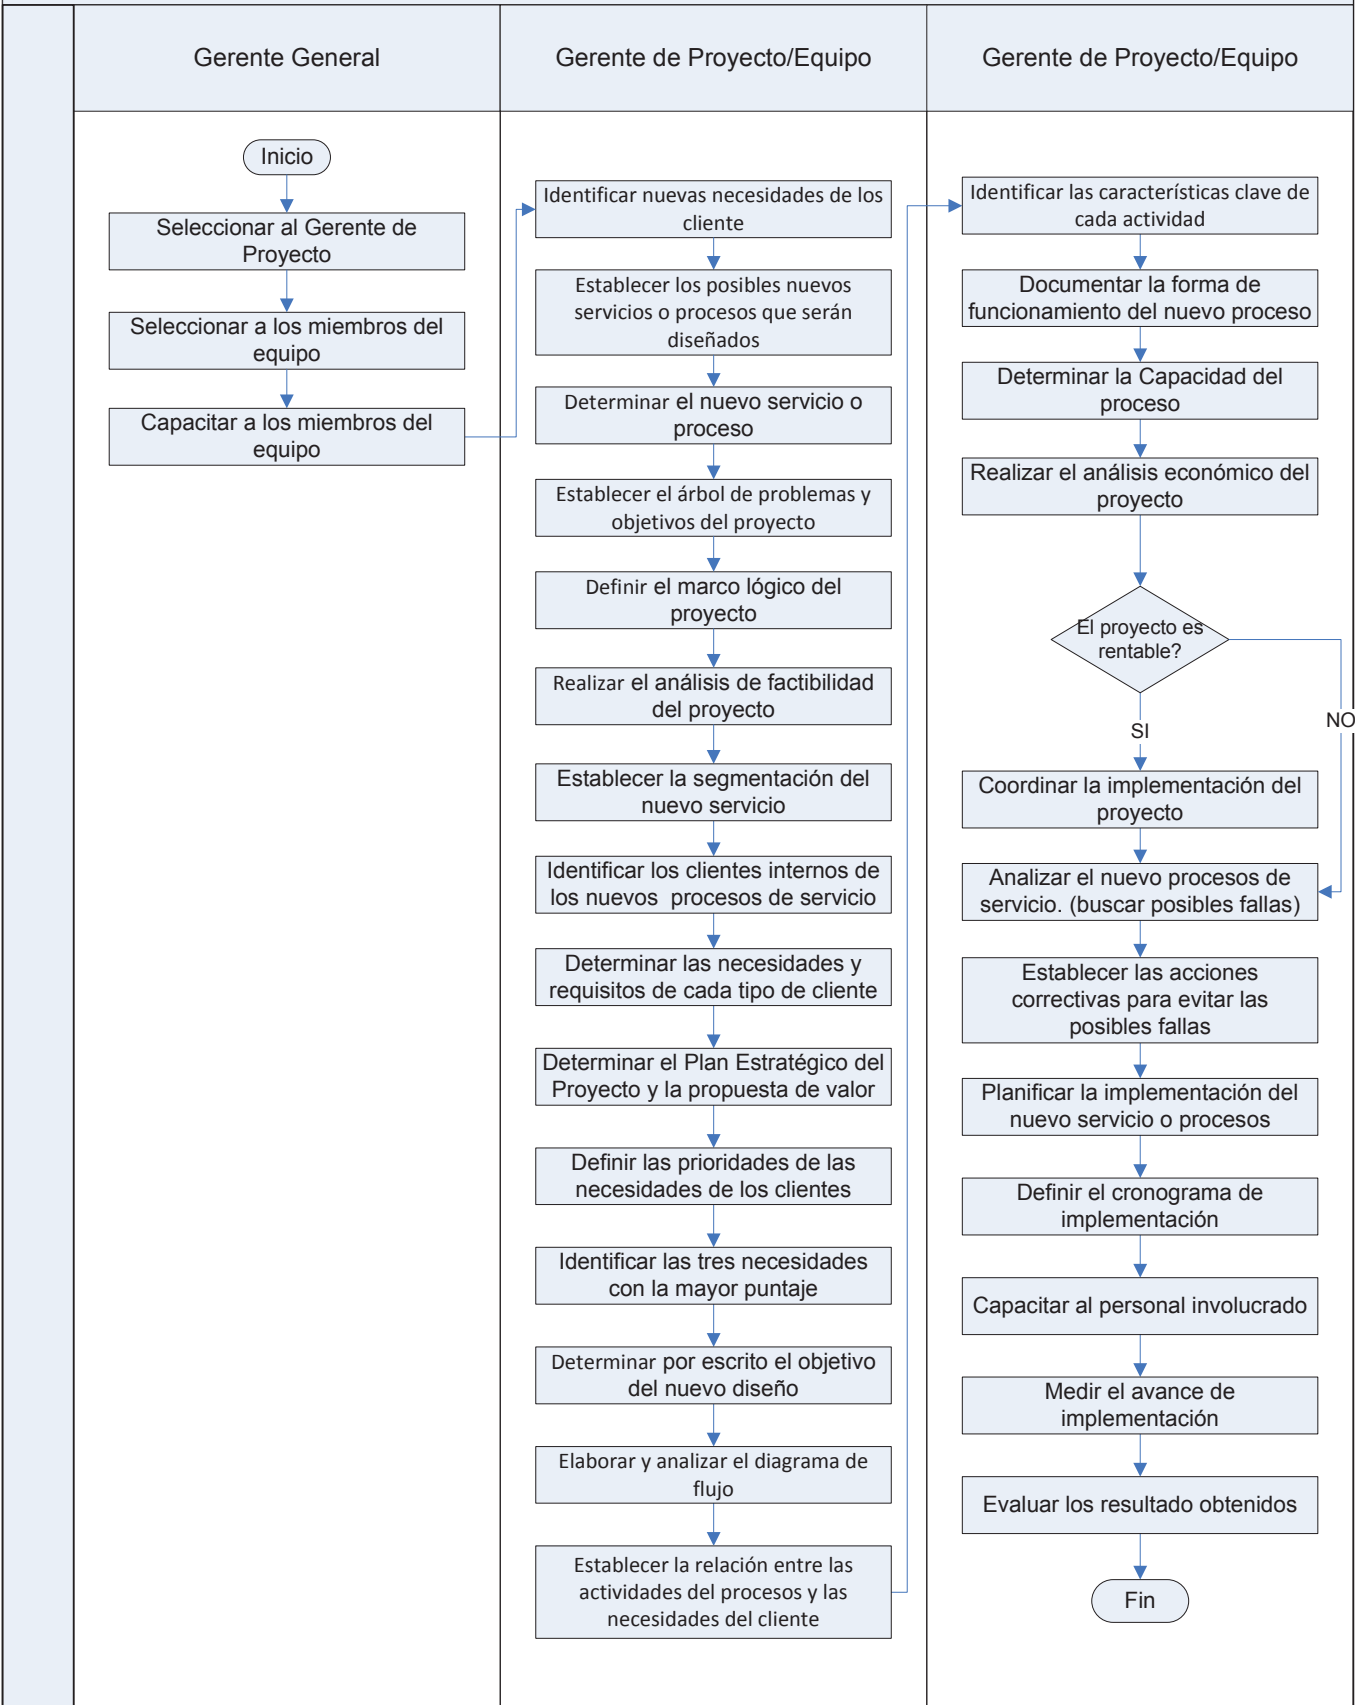 Gerente General
Gerente de Proyecto/Equipo
Gerente de Proyecto/Equipo
Inicio
Seleccionar al Gerente de
Proyecto
Seleccionar a los miembros del
equipo
Capacitar a los miembros del
equipo
Identificar nuevas necesidades de los
cliente
Establecer los posibles nuevos
servicios o procesos que serán
diseñados
Determinar el nuevo servicio o
proceso
Establecer el árbol de problemas y
objetivos del proyecto
Definir el marco lógico del
proyecto
Realizar el análisis de factibilidad
del proyecto
Establecer la segmentación del
nuevo servicio
Identificar los clientes internos de
los nuevos procesos de servicio
Determinar las necesidades y
requisitos de cada tipo de cliente
Determinar el Plan Estratégico del
Proyecto y la propuesta de valor
Definir las prioridades de las
necesidades de los clientes
Identificar las tres necesidades
con la mayor puntaje
Determinar por escrito el objetivo
del nuevo diseño
Elaborar y analizar el diagrama de
flujo
Establecer la relación entre las
actividades del procesos y las
necesidades del cliente
Identificar las características clave de
cada actividad
Documentar la forma de
funcionamiento del nuevo proceso
Determinar la Capacidad del
proceso
Realizar el análisis económico del
proyecto
El proyecto es
rentable?
SI
NO
Coordinar la implementación del
proyecto
Analizar el nuevo procesos de
servicio. (buscar posibles fallas)
Establecer las acciones
correctivas para evitar las
posibles fallas
Planificar la implementación del
nuevo servicio o procesos
Definir el cronograma de
implementación
Capacitar al personal involucrado
Medir el avance de
implementación
Evaluar los resultado obtenidos
Fin